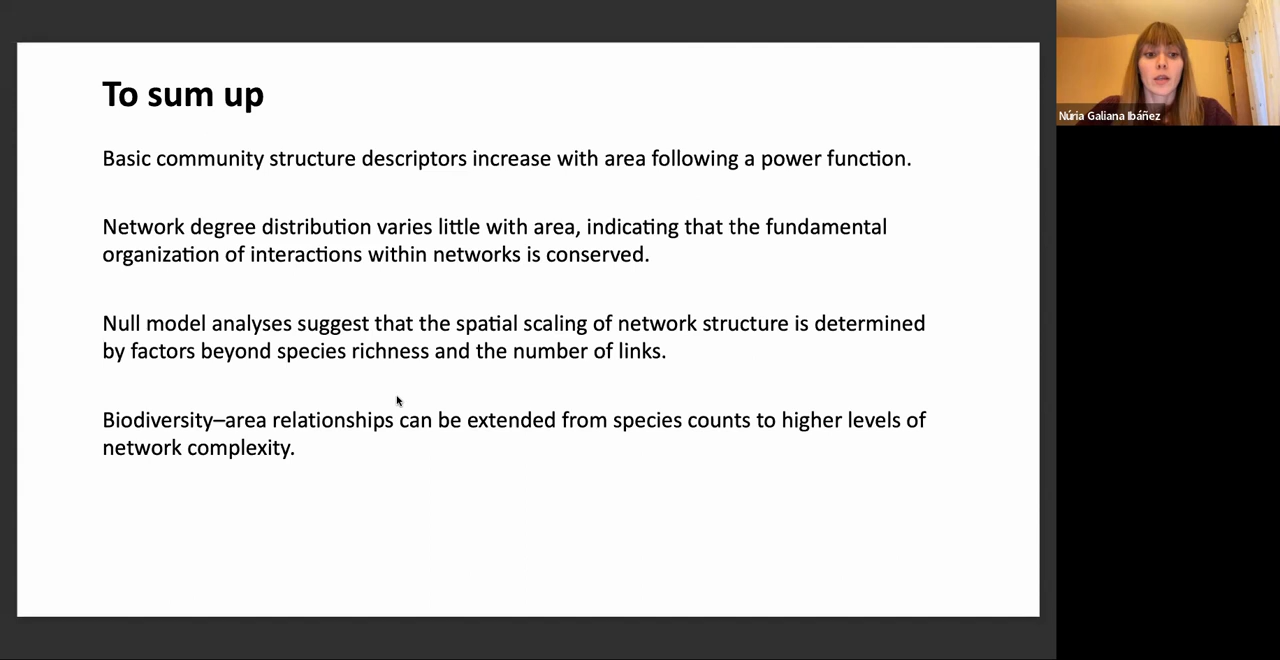 To sum up
Basic community structure descriptors increase with area following a power function.
Network degree distribution varies little with area, indicating that the fundamental
organization of interactions within networks is conserved.
Null model analyses suggest that the spatial scaling of network structure is determined
by factors beyond species richness and the number of links.
Biodiversity–area relationships can be extended from species counts to higher levels of
network complexity.
Núria Galiana Ibáñez